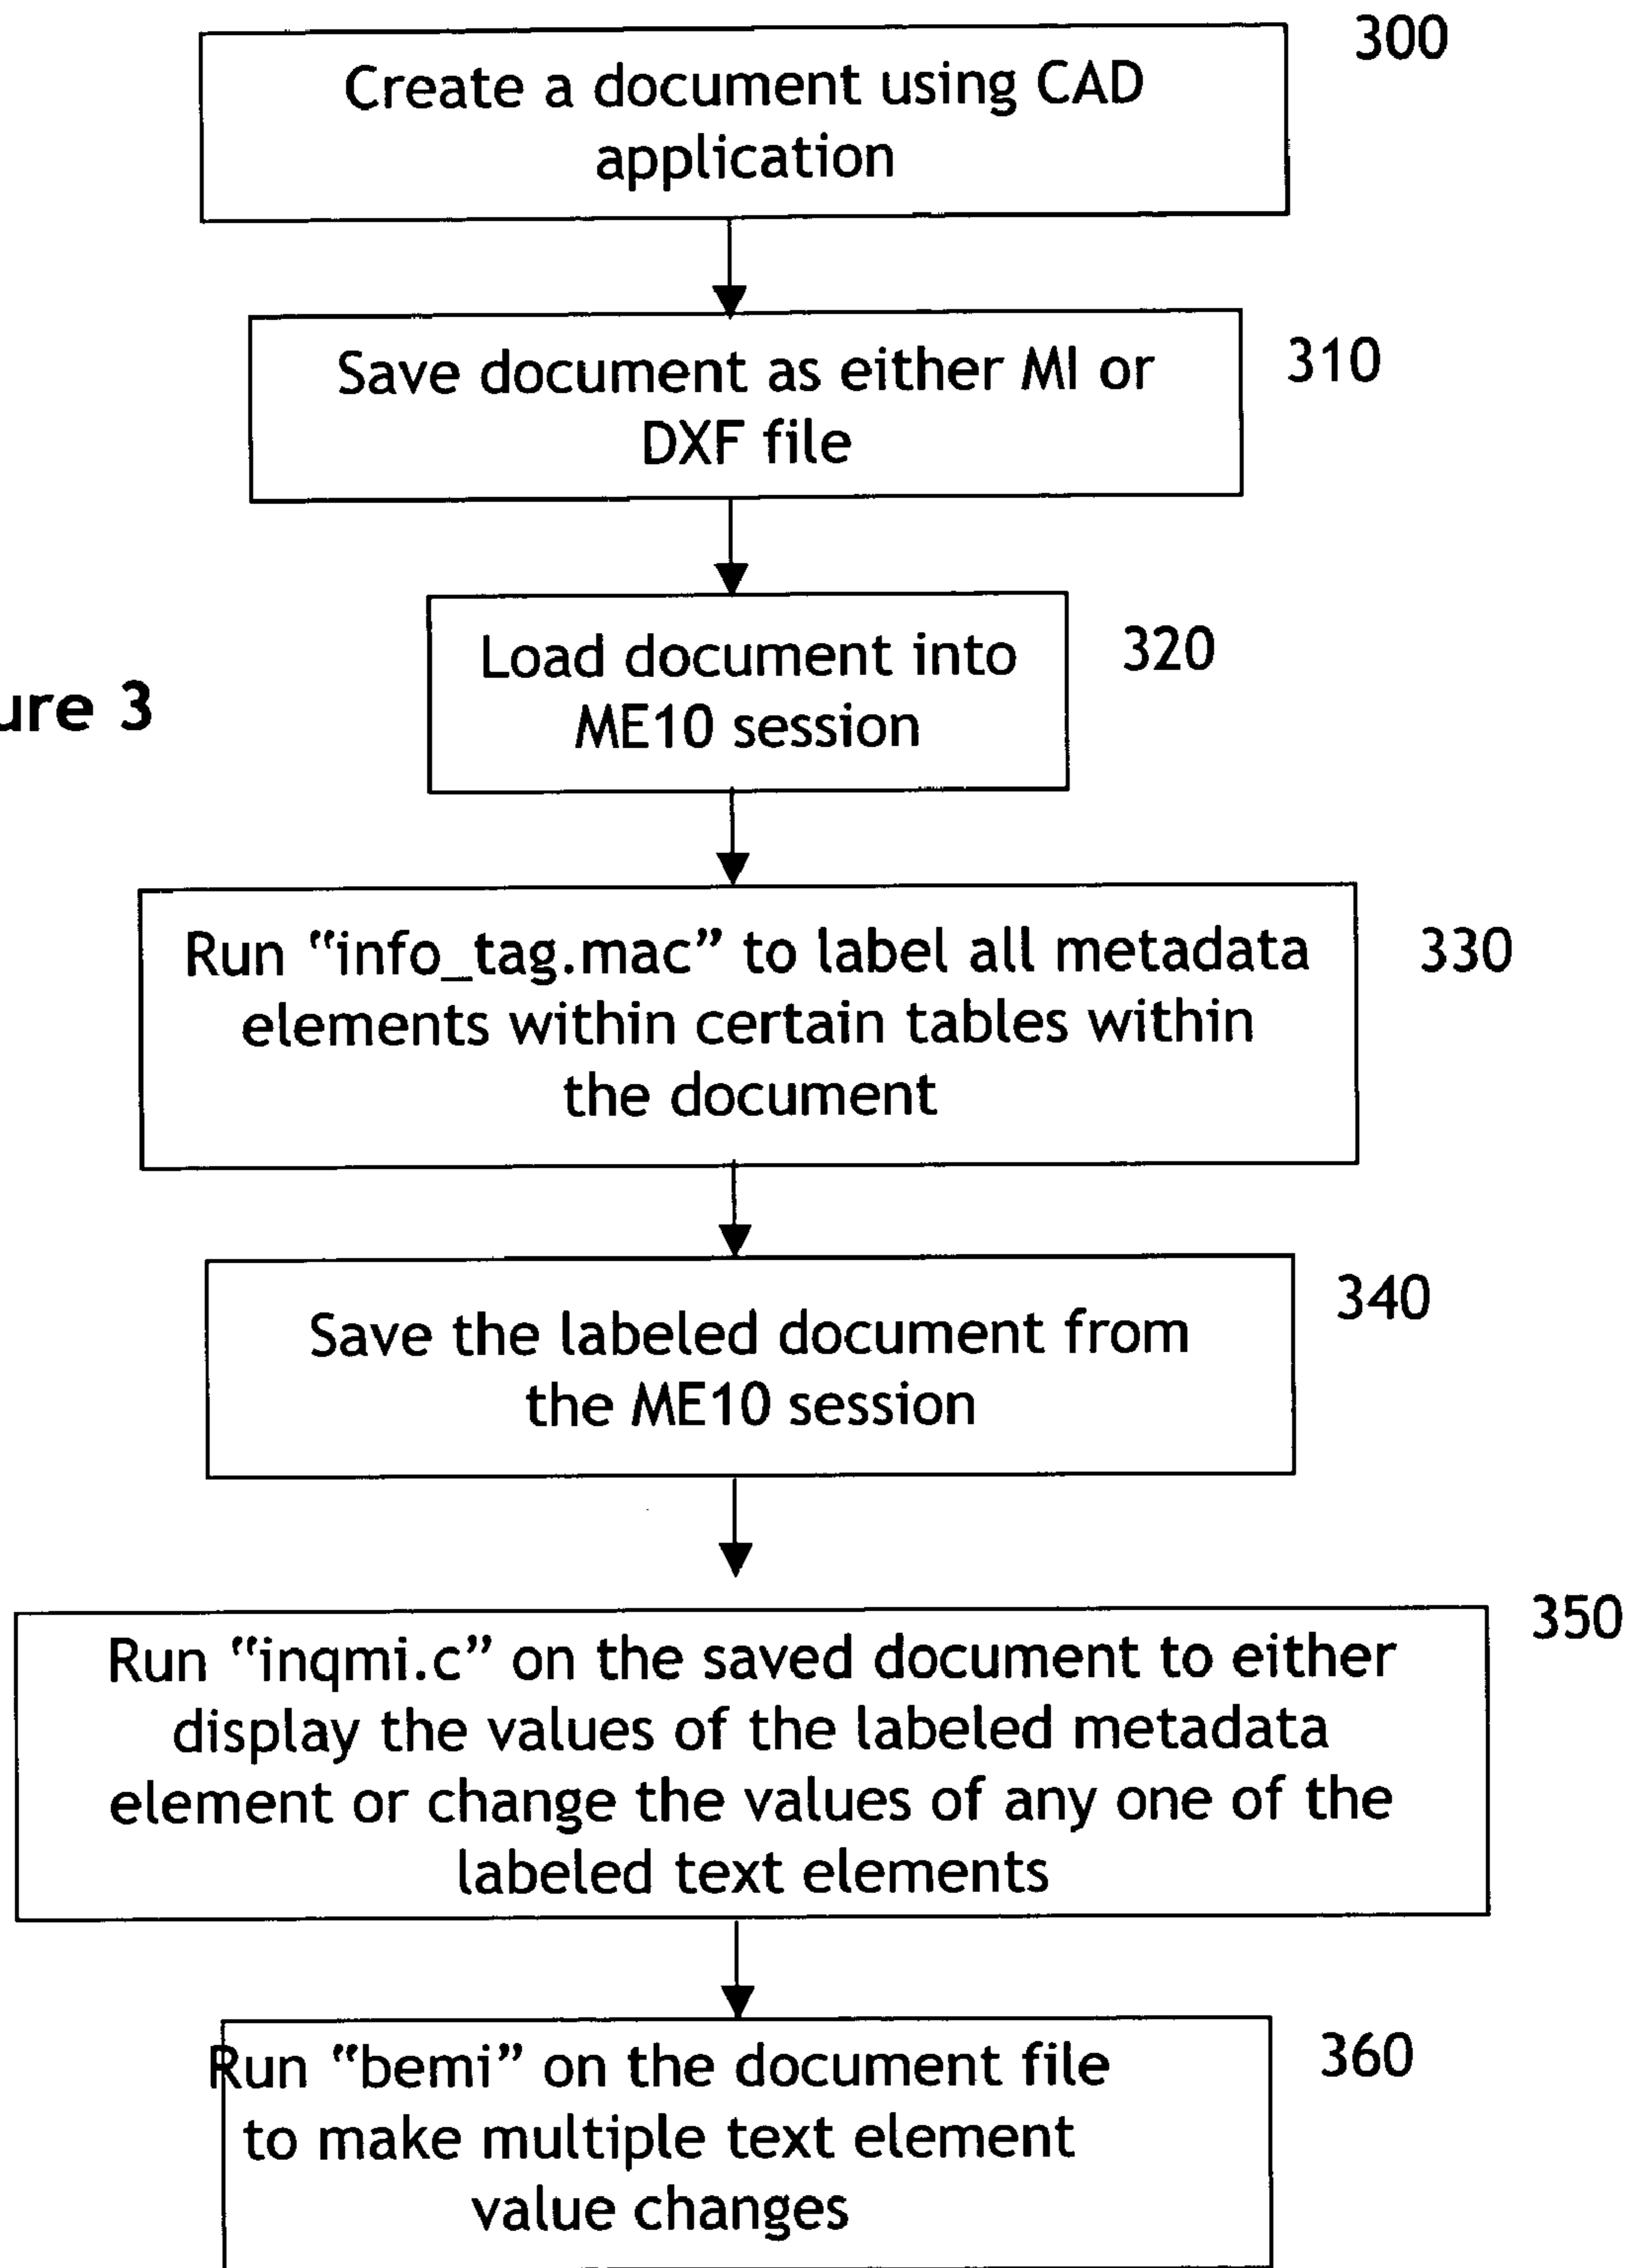 300
Create a document using CAD
application
310
Save document as either MI or
DXF file
320
Load document into
ME10 session
ure 3
330
Run “info_tag.mac” to label all metadata
elements within certain tables within
the document
340
Save the labeled document from
the ME10 session
350
Run “inqmi.c” on the saved document to either
display the values of the labeled metadata
element or change the values of any one of the
labeled text elements
360
Run “bemi” on the document file
to make multiple text element
value changes